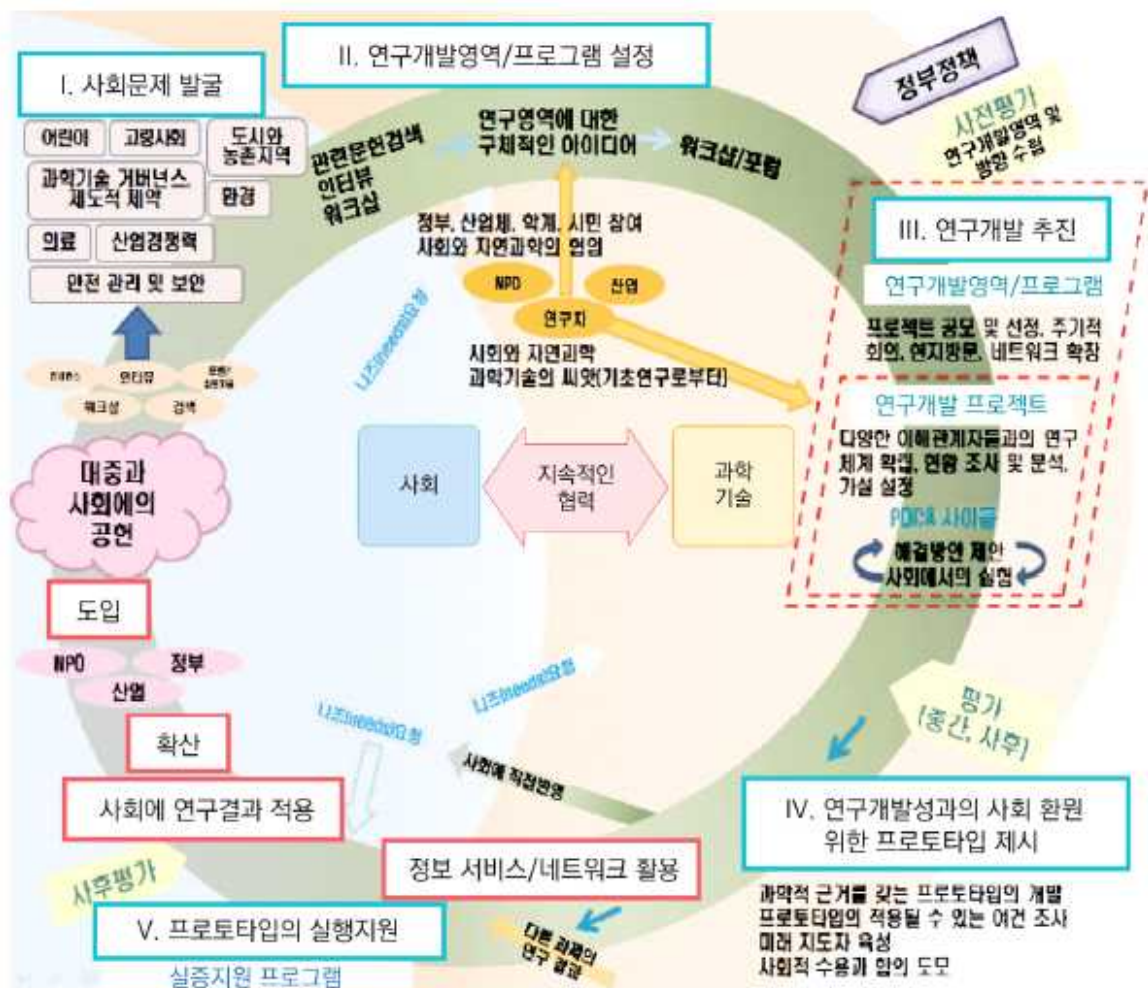 II. 연구개발영역/프로그램 설정
I. 사회문제 발굴
정부정책
사전평가
연구개발영역 및
방향 수립
어린이
고령사회
도시와
농촌지역
과학기술 거버넌스,
제도적 제약
환경
의료
산업경쟁력
안전 관리 및 보안
관련문헌검색
인터뷰
워크샵
연구영역에 대한
구체적인 아이디어
워크샵/포럼
정부, 산업체, 학계, 시민 참여
사회와 자연과학의 협업
NPO
산업
연구자
사회와 자연과학
과학기술의 씨앗(기초연구로부터)
니즈(needs)요청
III. 연구개발 추진
연구개발영역/프로그램
프로젝트 공모 및 선정, 주기적
회의, 현지방문, 네트워크 확장
연구개발 프로젝트
다양한 이해관계자들과의 연구
체계 확립, 현황 조사 및 분석,
가설 설정
PDCA 사이클
해결방안 제안
사회에서의 실험
인터뷰
워크샵
검색
대중과
사회에의
공헌
사회
지속적인
협력
과학
기술
도입
NPO
정부
산업
확산
사회에 연구결과 적용
니즈(needs)요청
니즈(needs)요청
사회에 직접반영
평가
(중간, 사후)
IV. 연구개발성과의 사회 환원
위한 프로토타입 제시
과학적 근거를 갖는 프로토타입의 개발
프로토타입의 적용될 수 있는 여건 조사
미래 지도자 육성
사회적 수용과 합의 도모
정보 서비스/네트워크 활용
사후평가
V. 프로토타입의 실행지원
실증지원 프로그램
다른 과제의
연구 결과